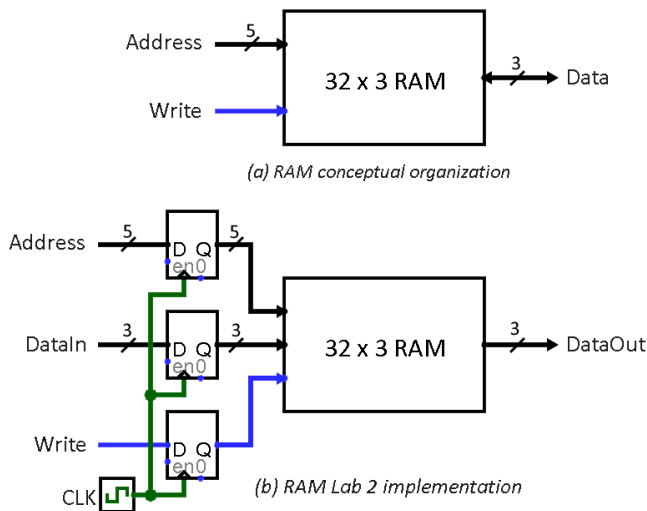 5
3
Address
32 x 3 RAM
Data
Write
(a) RAM conceptual organization
5
5
Address
D Q
en0
3
3
3
DataIn
D Q
en0
32 x 3 RAM
DataOut
Write
D Q
en0
CLK
(b) RAM Lab 2 implementation